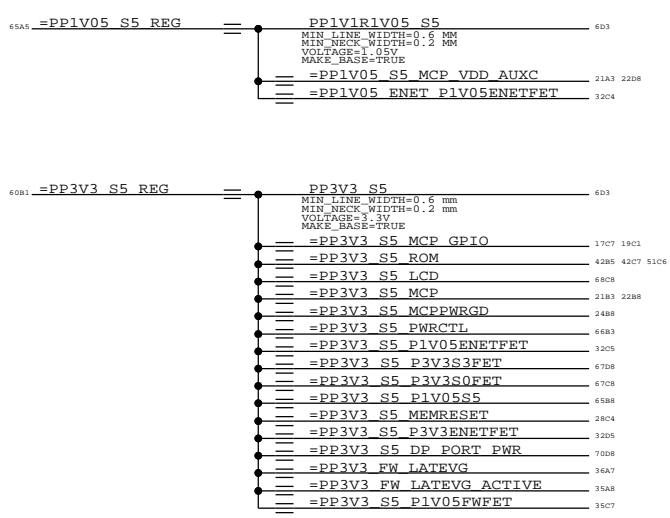 65A5 =PP1V05_S5_REG PP1V1R1V05_S5 6D3
MIN_LINE_WIDTH=0.6 MM
MIN_NECK_WIDTH=0.2 MM
VOLTAGE=1.05V
MAKE_BASE=TRUE
=PP1V05_S5_MCP_VDD_AUXC 21A3 22D8
=PP1V05_ENET_P1V05ENETFET 32C4
60B1 =PP3V3_S5_REG PP3V3_S5 6D3
MIN_LINE_WIDTH=0.6 mm
MIN_NECK_WIDTH=0.2 mm
VOLTAGE=3.3V
MAKE_BASE=TRUE
=PP3V3_S5_MCP_GPIO 17C7 19C1
=PP3V3_S5_ROM 42B5 42C7 51C6
=PP3V3_S5_LCD 68C8
=PP3V3_S5_MCP 21B3 22B8
=PP3V3_S5_MCPPWRGD 24B8
=PP3V3_S5_PWRCTL 66B3
=PP3V3_S5_P1V05ENETFET 32C5
=PP3V3_S5_P3V3S3FET 67D8
=PP3V3_S5_P3V3S0FET 67C8
=PP3V3_S5_P1V05S5 65B8
=PP3V3_S5_MEMRESET 28C4
=PP3V3_S5_P3V3ENETFET 32D5
=PP3V3_S5_DP_PORT_PWR 70D8
=PP3V3_FW_LATEVG 36A7
=PP3V3_FW_LATEVG_ACTIVE 35A8
=PP3V3_S5_P1V05FWFET 35C7